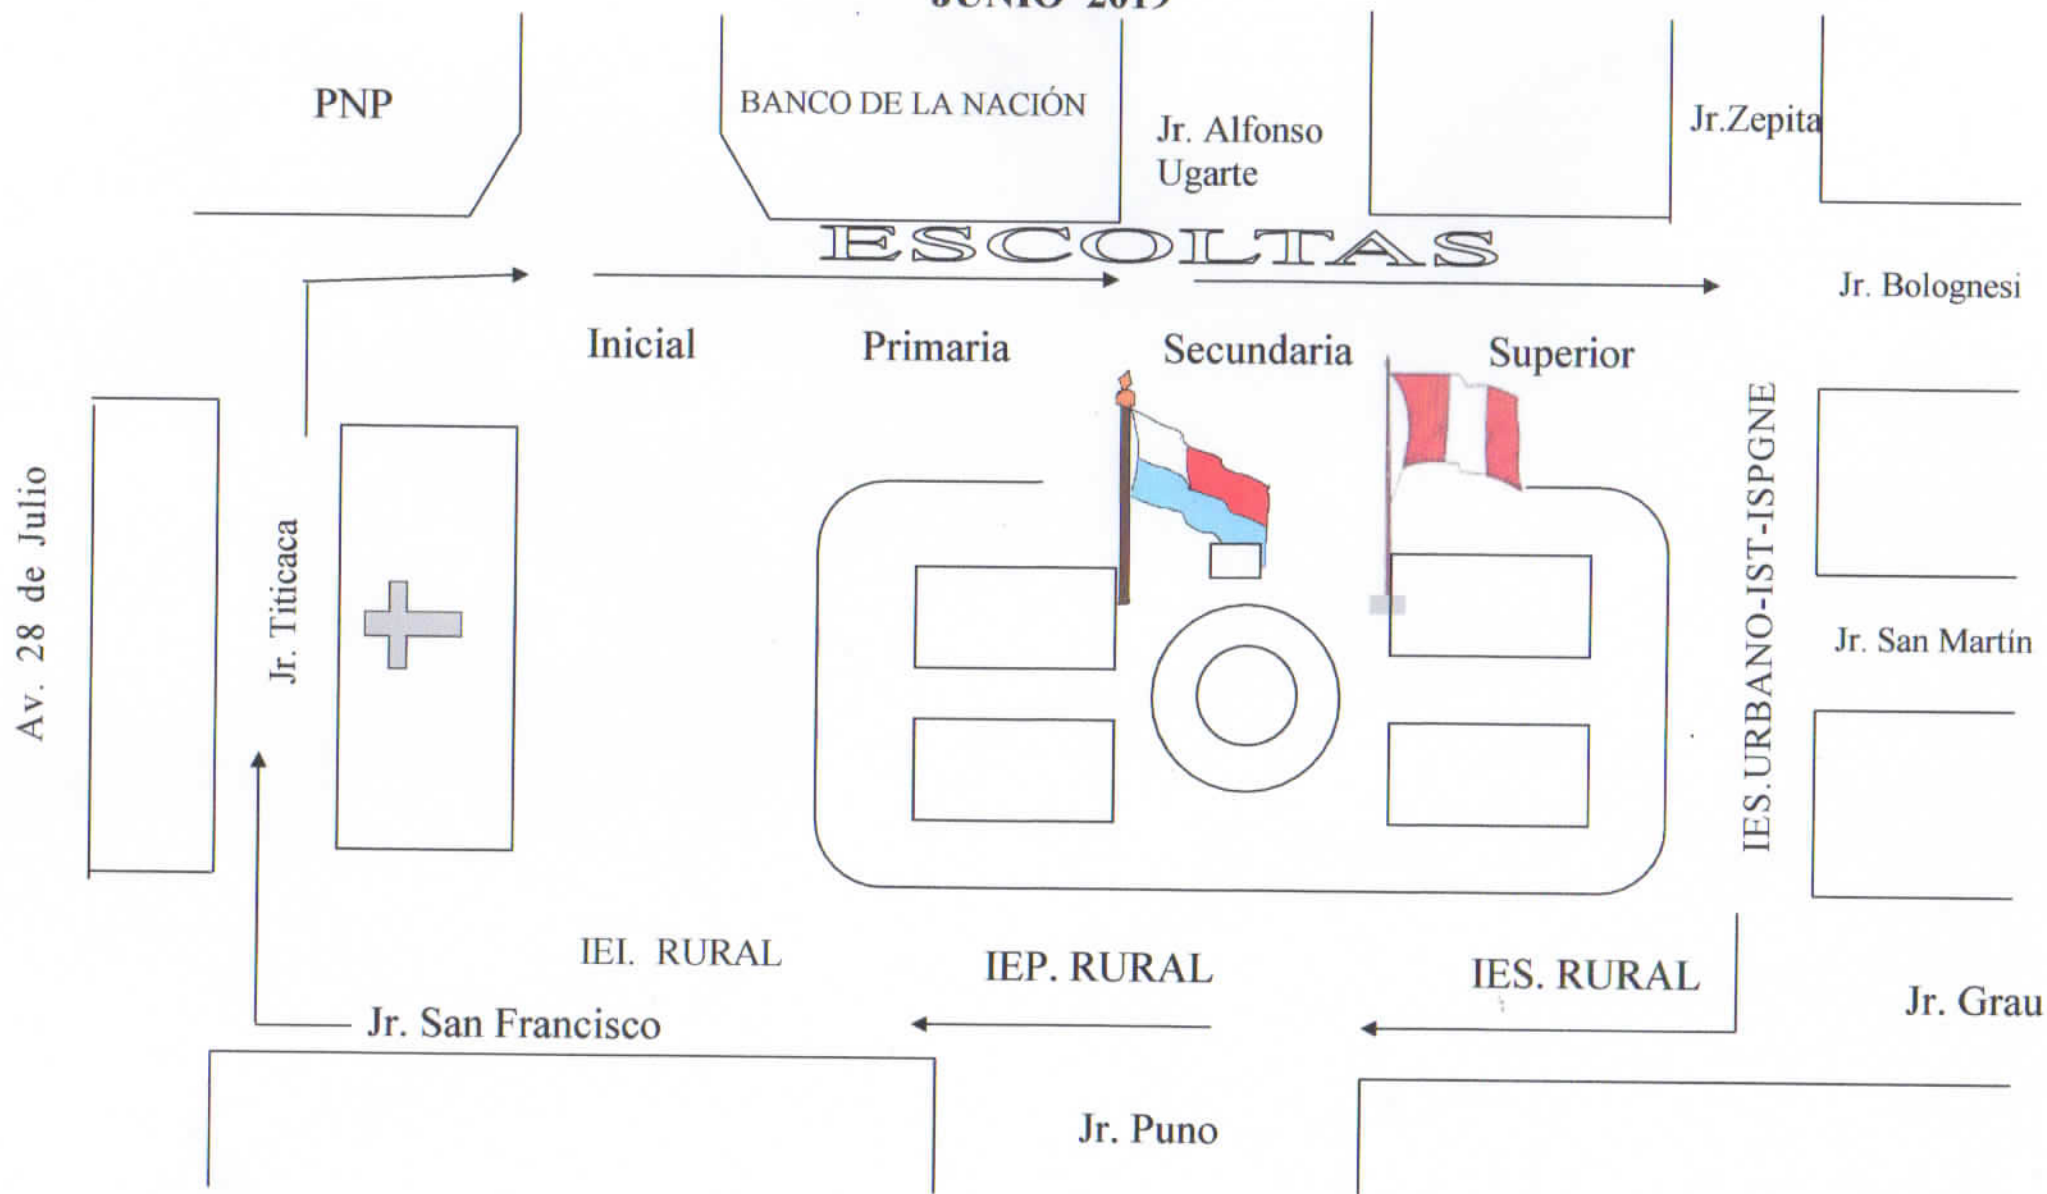 JUNIO 2019
PNP
BANCO DE LA NACIÓN
Jr. Alfonso
Ugarte
Jr.Zepita
ESCOLTAS
Jr. Bolognesi
Inicial
Primaria
Secundaria
Superior
Av. 28 de Julio
Jr. Titicaca
IES.URBANO-IST-ISPGNE
Jr. San Martín
IEI. RURAL
IEP. RURAL
IES. RURAL
Jr. San Francisco
Jr. Grau
Jr. Puno